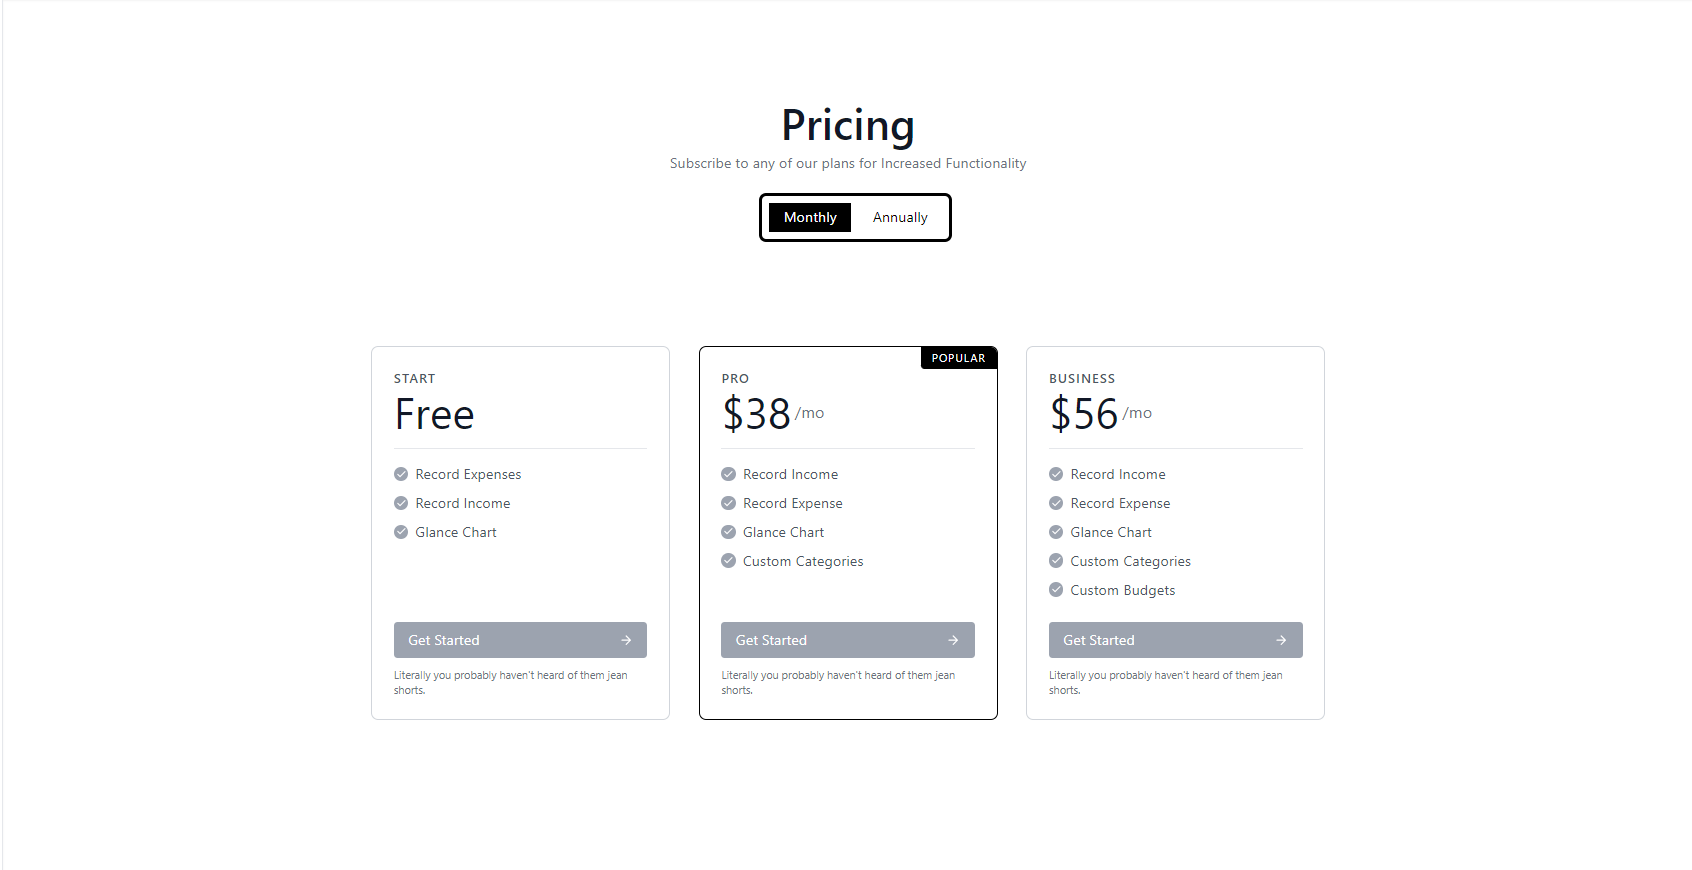 Pricing
Subscribe to any of our plans for Increased Functionality
Monthly Annually
START
Free
Record Expenses
Record Income
Glance Chart
Get Started
Literally you probably haven't heard of them jean
shorts.
POPULAR
PRO
$38 /mo
Record Income
Record Expense
Glance Chart
Custom Categories
Get Started
Literally you probably haven't heard of them jean
shorts.
BUSINESS
$56 /mo
Record Income
Record Expense
Glance Chart
Custom Categories
Custom Budgets
Get Started
Literally you probably haven't heard of them jean
shorts.